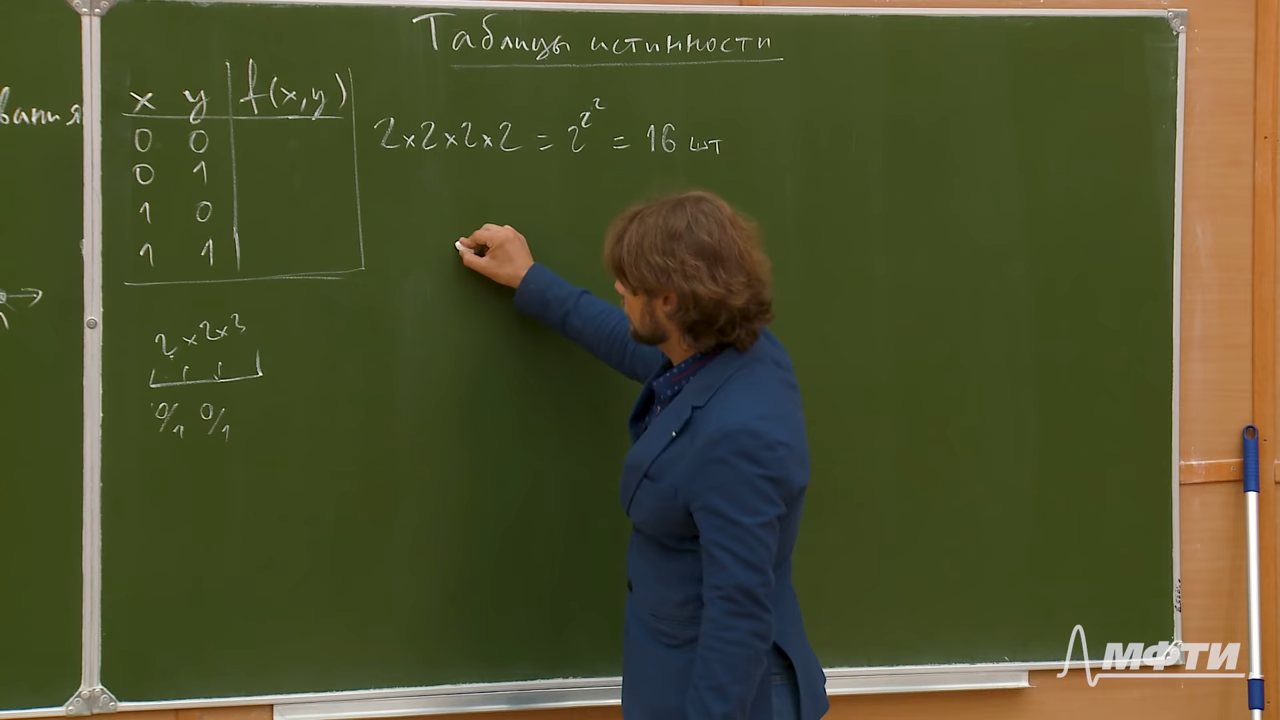 Таблицы истинности
вания
x y f(x,y)
0 0
0 1
1 0
1 1
2×2×2×2 = 2^2^2 = 16 шт
2×2×3
0/1 0/1
МФТИ